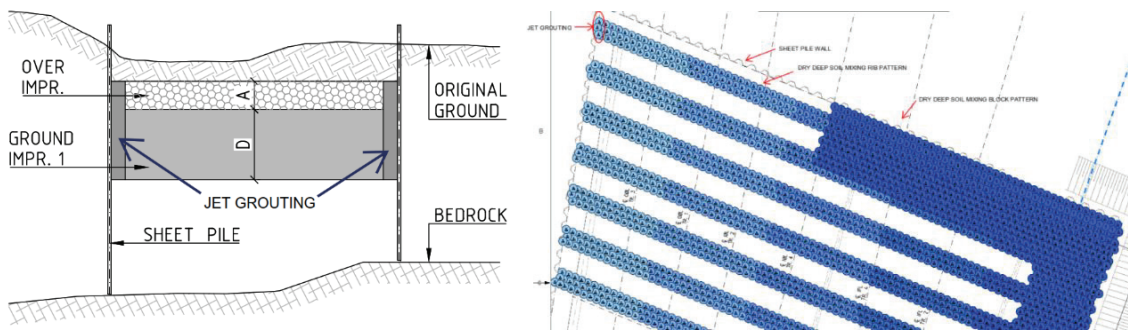 OVER
IMPR.
GROUND
IMPR. 1
A
D
JET GROUTING
SHEET PILE
ORIGINAL
GROUND
BEDROCK
JET GROUTING
SHEET PILE WALL
DRY DEEP SOIL MIXING RIB PATTERN
DRY DEEP SOIL MIXING BLOCK PATTERN